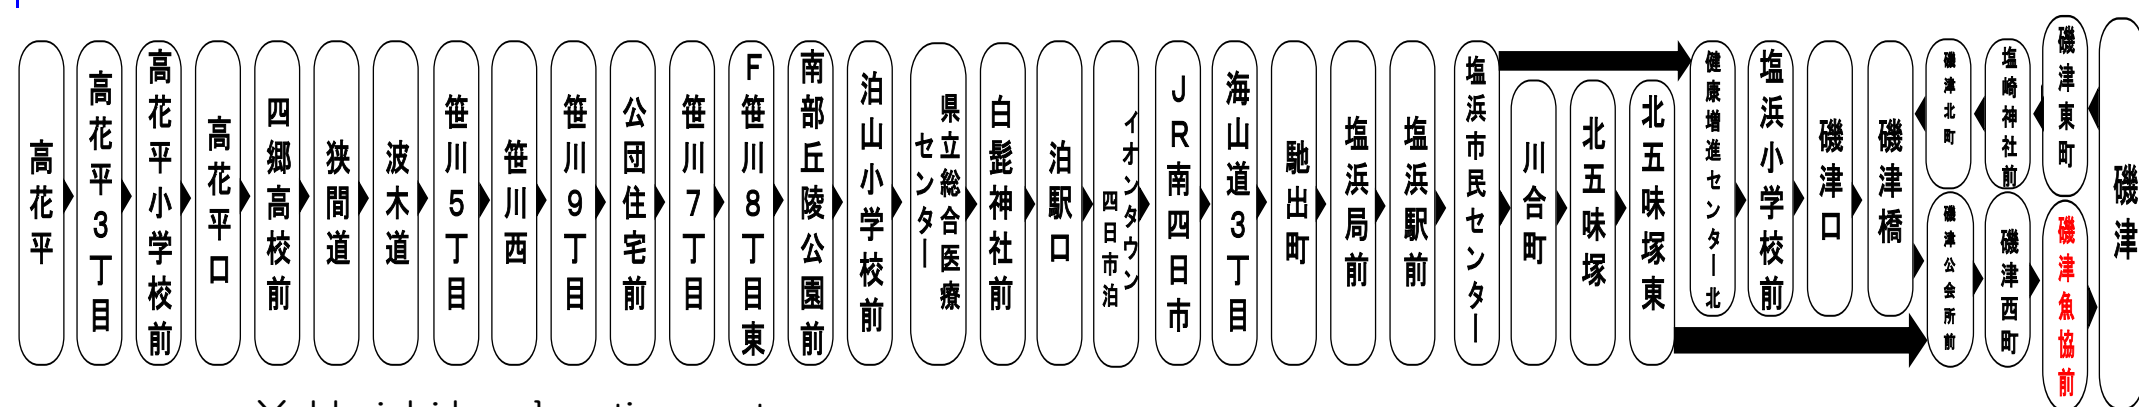 高花平
高花平3丁目
高花平小学校前
高花平口
四郷高校前
狭間道
波木道
笹川5丁目
笹川西
笹川9丁目
公団住宅前
笹川7丁目
F笹川8丁目東
南部丘陵公園前
泊山小学校前
県立総合医療
センター
白髭神社前
泊駅口
イオンタウン
四日市泊
JR南四日市
海山道3丁目
馳出町
塩浜局前
塩浜駅前
塩浜市民センター
川合町
北五味塚
北五味塚東
健康増進センター北
塩浜小学校前
磯津口
磯津橋
磯津北町
塩崎神社前
磯津東町
磯津公会所前
磯津西町
磯津魚協前
磯津